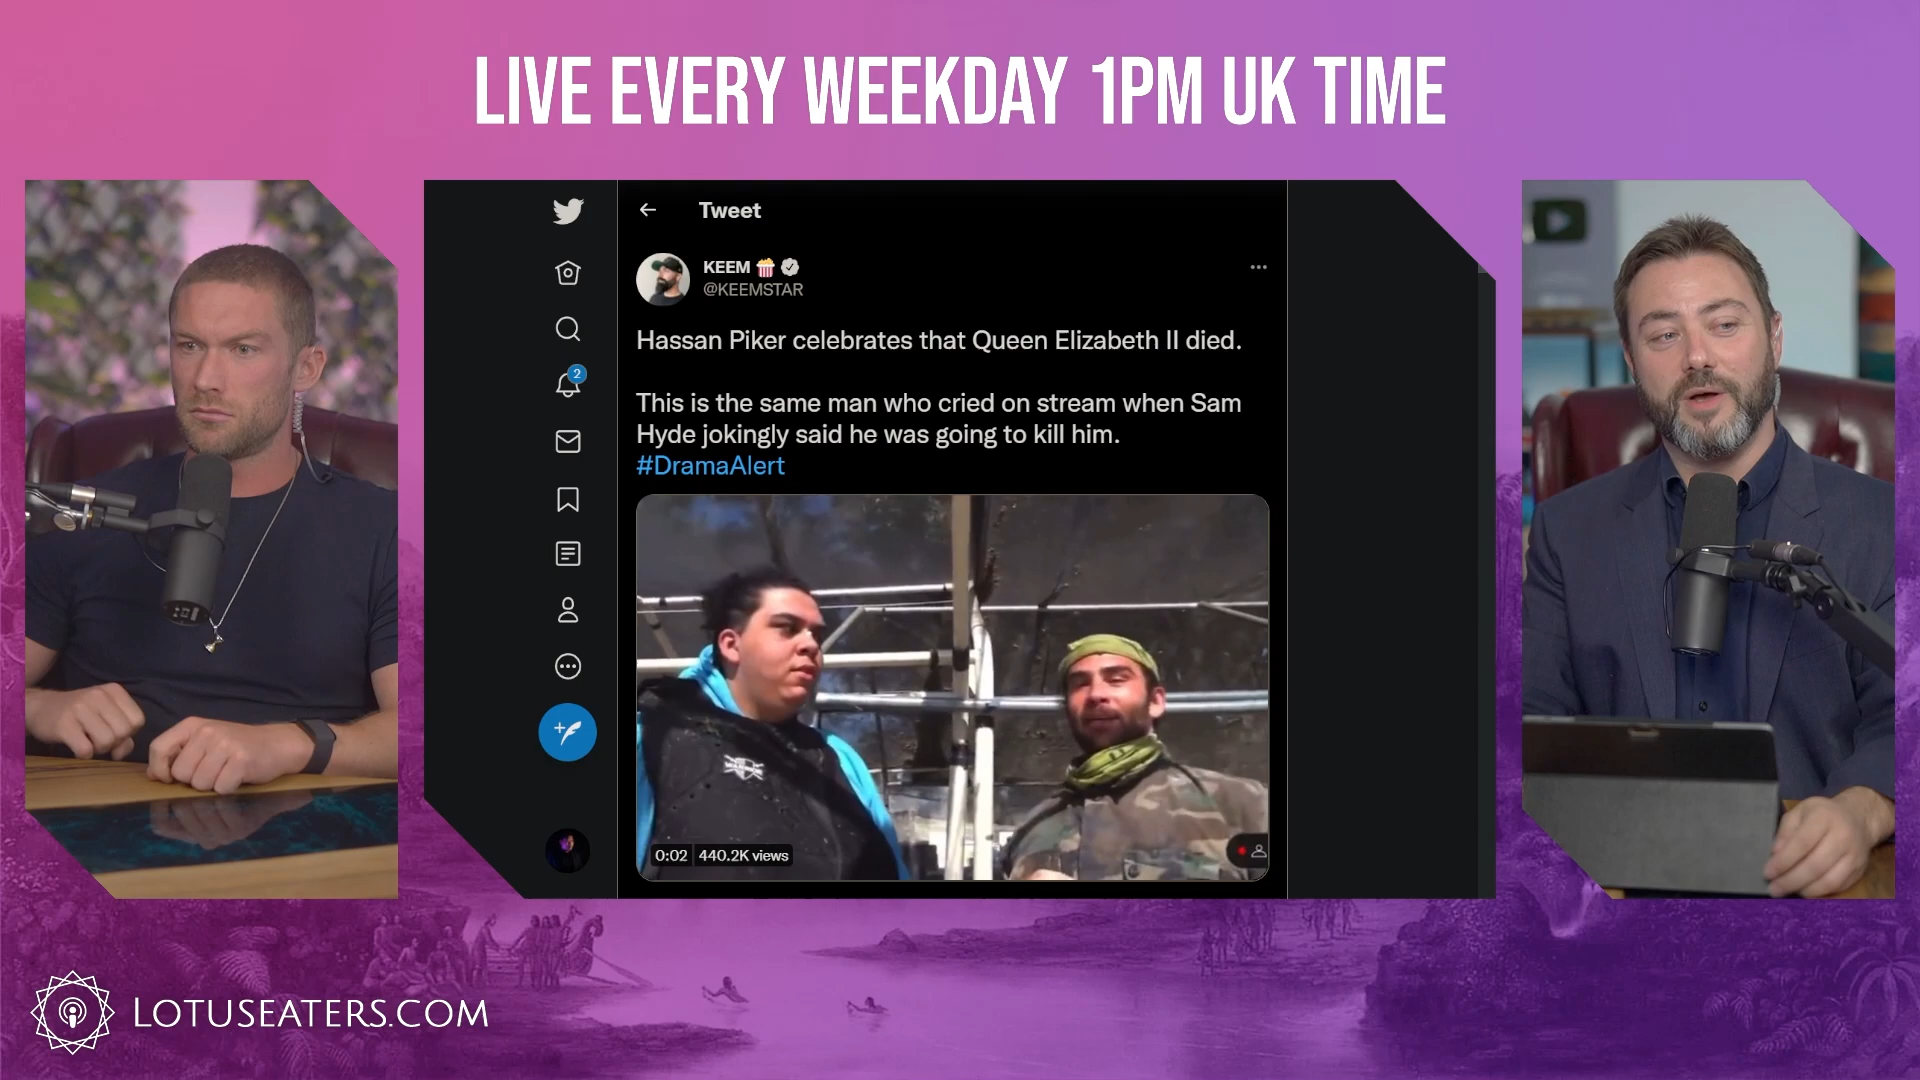 LIVE EVERY WEEKDAY 1PM UK TIME
Tweet
KEEM
@KEEMSTAR
Hassan Piker celebrates that Queen Elizabeth II died.
This is the same man who cried on stream when Sam
Hyde jokingly said he was going to kill him.
#DramaAlert
2
0:02 440.2K views
LOTUSEATERS.COM